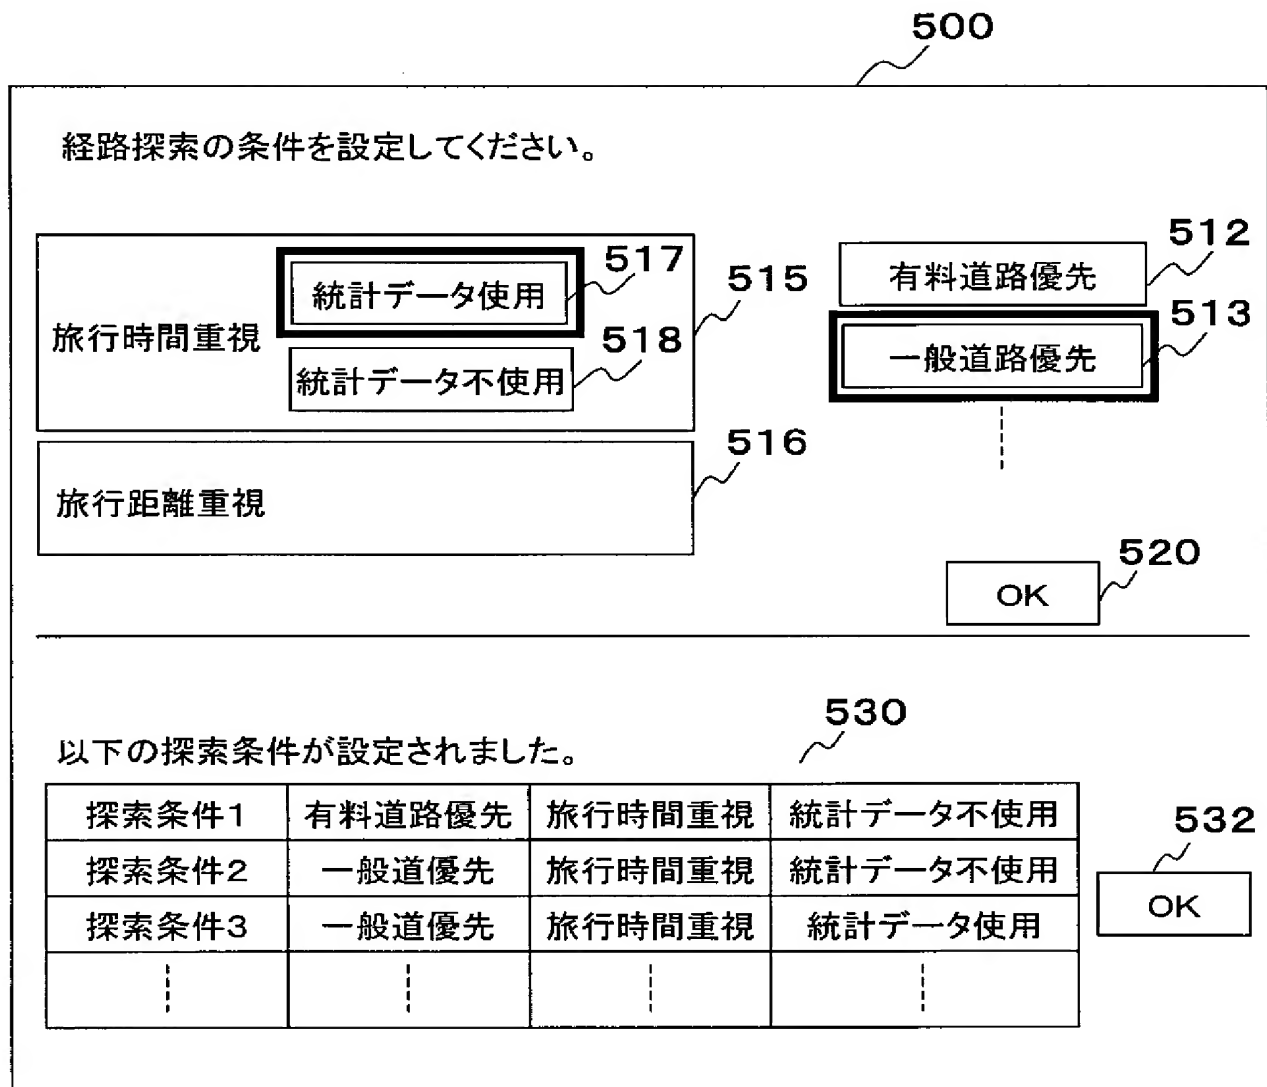 500
経路探索の条件を設定してください。
旅行時間重視
統計データ使用
517
統計データ不使用
518
515
有料道路優先
512
一般道路優先
513
旅行距離重視
516
OK
520
以下の探索条件が設定されました。
530
探索条件1 有料道路優先 旅行時間重視 統計データ不使用
探索条件2 一般道優先 旅行時間重視 統計データ不使用
探索条件3 一般道優先 旅行時間重視 統計データ使用
532
OK